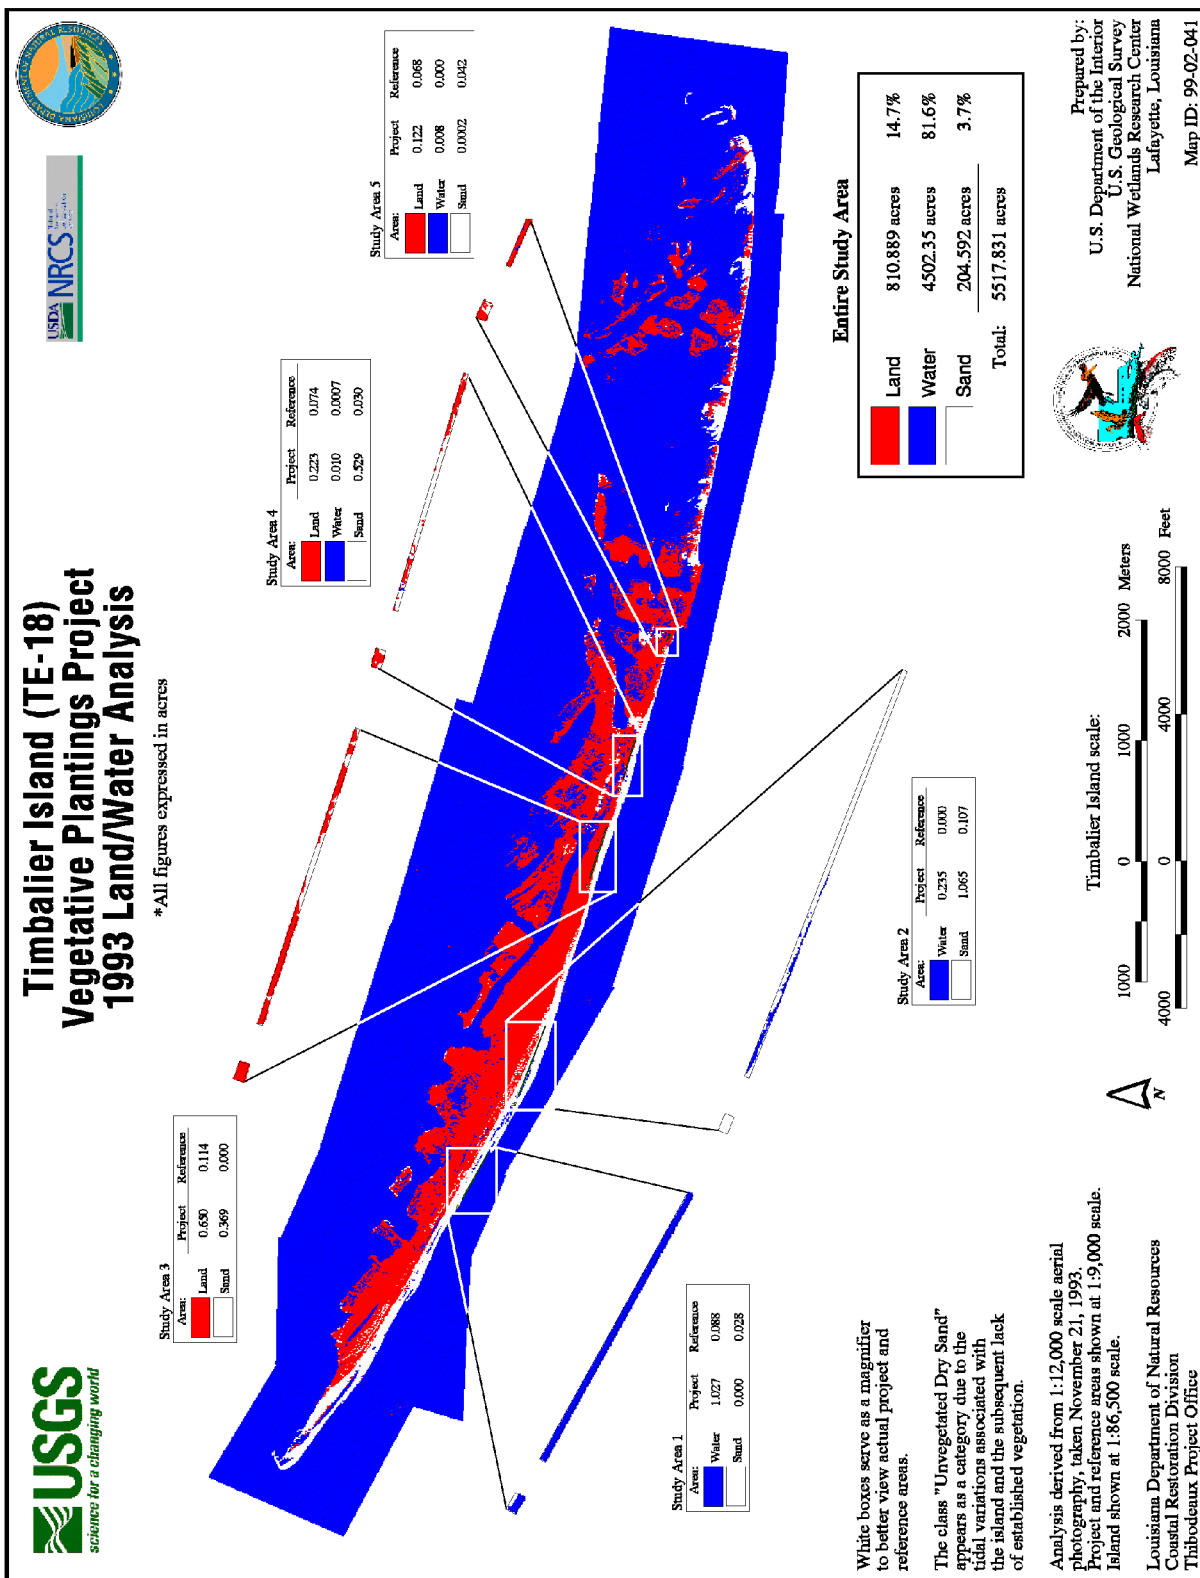 USGS
science for a changing world
Timbalier Island (TE-18)
Vegetative Plantings Project
1993 Land/Water Analysis
*All figures expressed in acres
USDA NRCS
LOUISIANA DEPARTMENT OF NATURAL RESOURCES
Study Area 3
Area: Project Reference
Land 0.650 0.114
Sand 0.369 0.000
Study Area 4
Area: Project Reference
Land 0.223 0.074
Water 0.010 0.0007
Sand 0.529 0.030
Study Area 5
Area: Project Reference
Land 0.122 0.068
Water 0.008 0.000
Sand 0.0002 0.042
Study Area 1
Area: Project Reference
Water 1.027 0.088
Sand 0.000 0.028
Study Area 2
Area: Project Reference
Water 0.235 0.000
Sand 1.065 0.107
Entire Study Area
Land 810.889 acres 14.7%
Water 4502.35 acres 81.6%
Sand 204.592 acres 3.7%
Total: 5517.831 acres
White boxes serve as a magnifier
to better view actual project and
reference areas.
The class "Unvegetated Dry Sand"
appears as a category due to the
tidal variations associated with
the island and the subsequent lack
of established vegetation.
Analysis derived from 1:12,000 scale aerial
photography, taken November 21, 1993.
Project and reference areas shown at 1:9,000 scale.
Island shown at 1:86,500 scale.
Louisiana Department of Natural Resources
Coastal Restoration Division
Thibodeaux Project Office
N
Timbalier Island scale:
1000 0 1000 2000 Meters
4000 0 4000 8000 Feet
Prepared by:
U.S. Department of the Interior
U.S. Geological Survey
National Wetlands Research Center
Lafayette, Louisiana
Map ID: 99-02-041